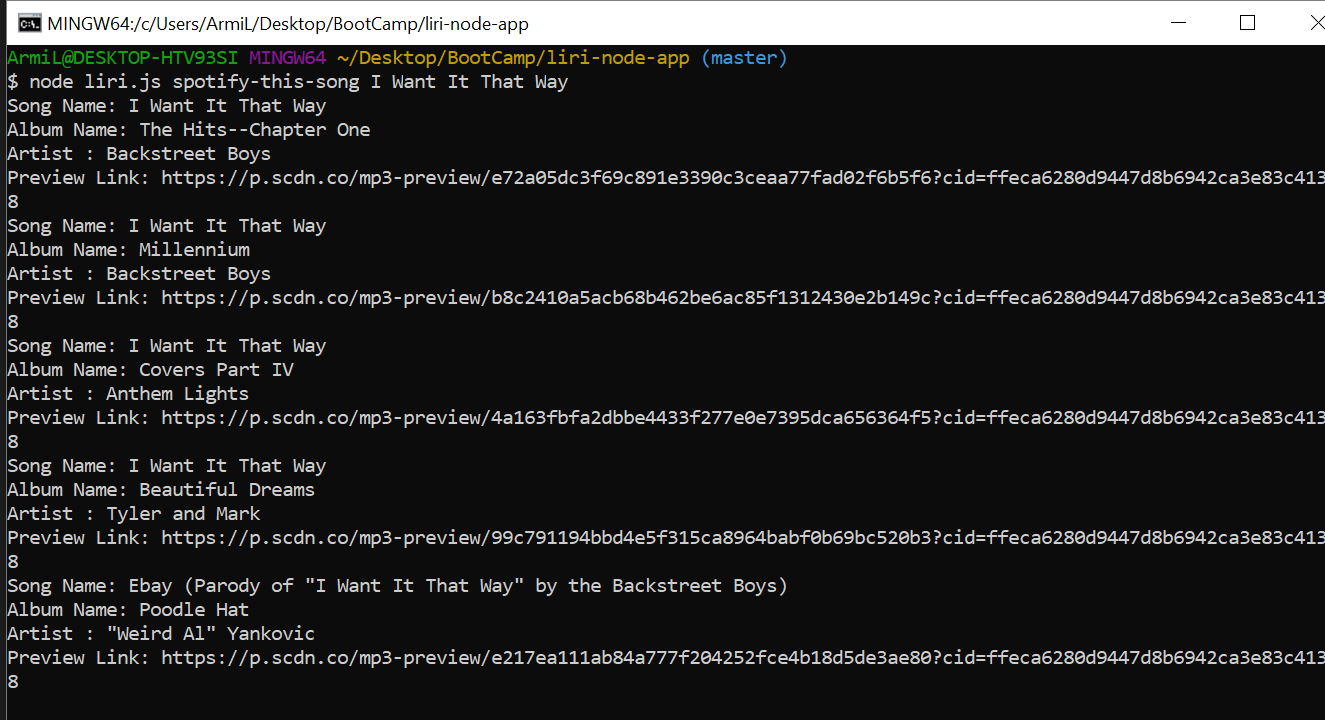 MINGW64:/c/Users/ArmiL/Desktop/BootCamp/liri-node-app
ArmiL@DESKTOP-HTV93SI MINGW64 ~/Desktop/BootCamp/liri-node-app (master)
$ node liri.js spotify-this-song I Want It That Way
Song Name: I Want It That Way
Album Name: The Hits--Chapter One
Artist : Backstreet Boys
Preview Link: https://p.scdn.co/mp3-preview/e72a05dc3f69c891e3390c3ceaa77fad02f6b5f6?cid=ffeca6280d9447d8b6942ca3e83c413
8
Song Name: I Want It That Way
Album Name: Millennium
Artist : Backstreet Boys
Preview Link: https://p.scdn.co/mp3-preview/b8c2410a5acb68b462be6ac85f1312430e2b149c?cid=ffeca6280d9447d8b6942ca3e83c413
8
Song Name: I Want It That Way
Album Name: Covers Part IV
Artist : Anthem Lights
Preview Link: https://p.scdn.co/mp3-preview/4a163fbfa2dbbe4433f277e0e7395dca656364f5?cid=ffeca6280d9447d8b6942ca3e83c413
8
Song Name: I Want It That Way
Album Name: Beautiful Dreams
Artist : Tyler and Mark
Preview Link: https://p.scdn.co/mp3-preview/99c791194bbd4e5f315ca8964babf0b69bc520b3?cid=ffeca6280d9447d8b6942ca3e83c413
8
Song Name: Ebay (Parody of "I Want It That Way" by the Backstreet Boys)
Album Name: Poodle Hat
Artist : "Weird Al" Yankovic
Preview Link: https://p.scdn.co/mp3-preview/e217ea111ab84a777f204252fce4b18d5de3ae80?cid=ffeca6280d9447d8b6942ca3e83c413
8